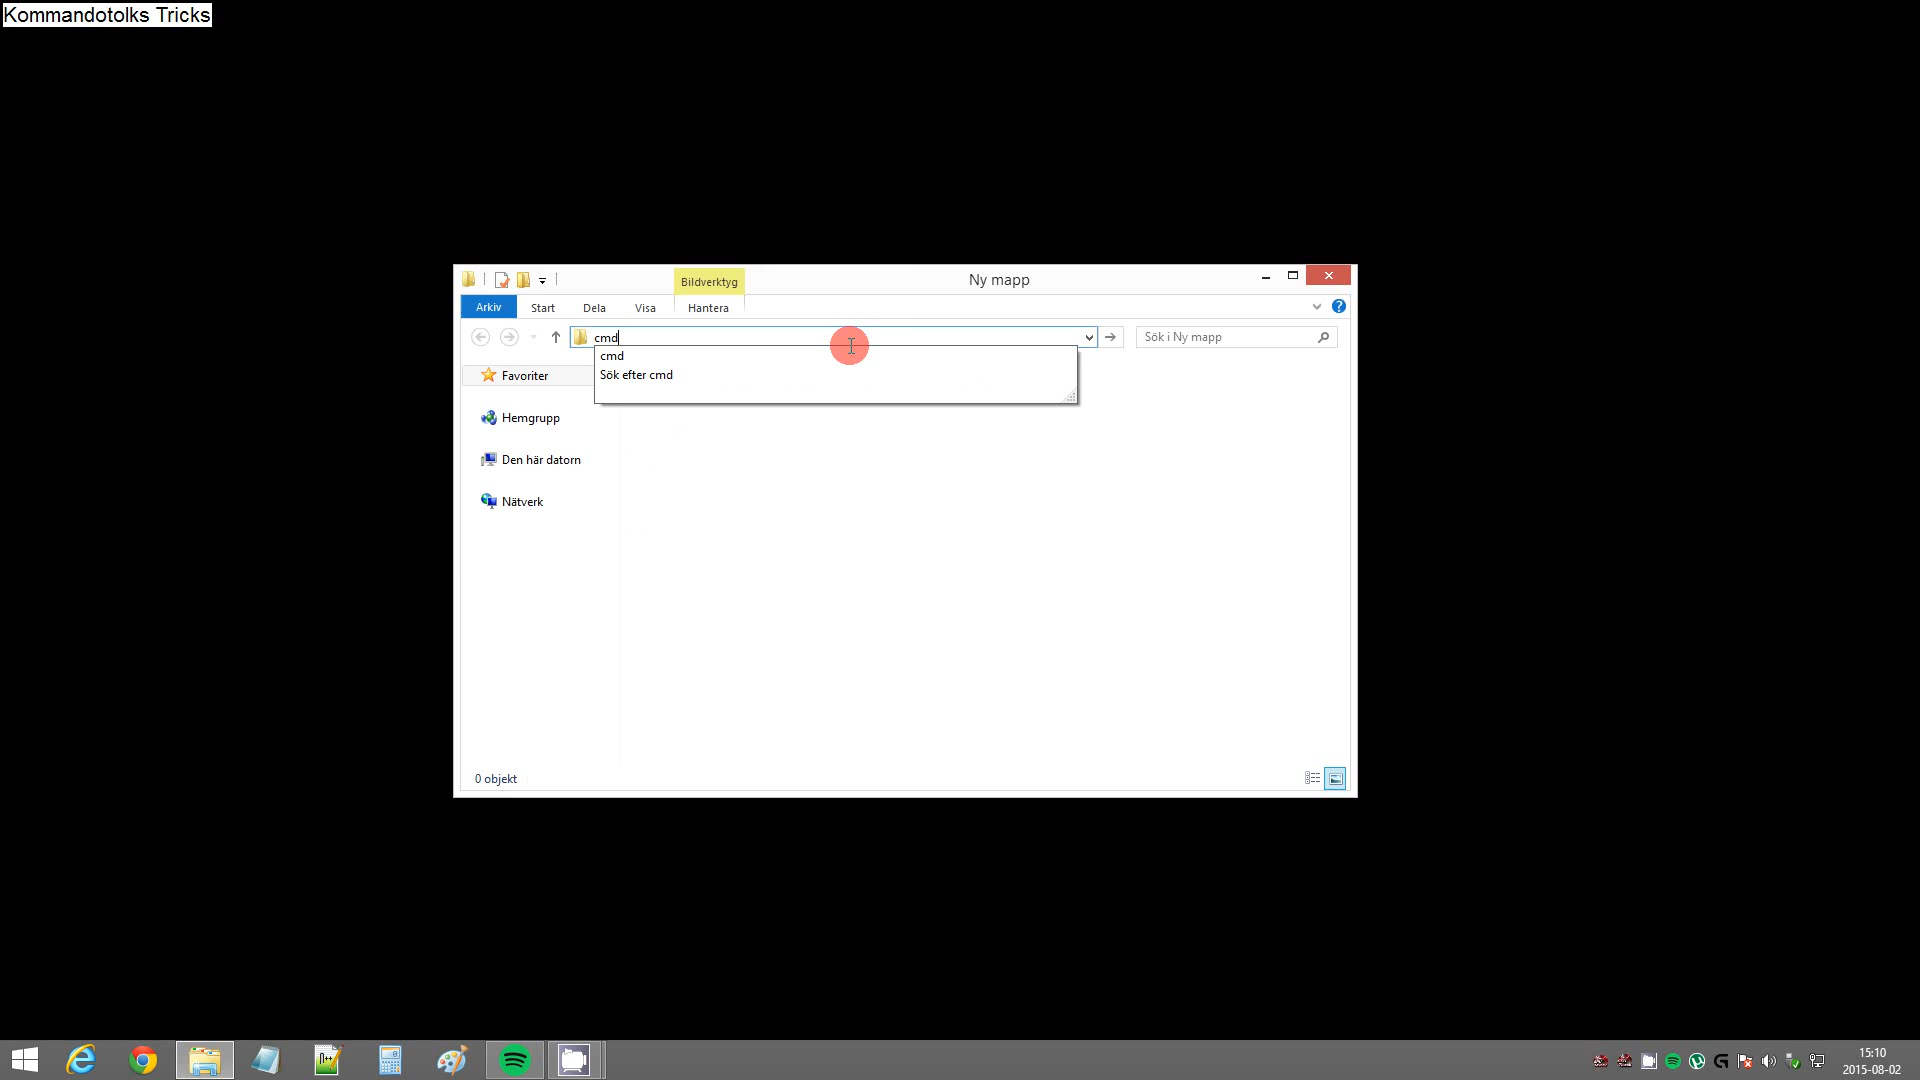 Kommandotolks Tricks
Bildverktyg
Ny mapp
Arkiv
Start
Dela
Visa
Hantera
cmd
Sök i Ny mapp
cmd
Sök efter cmd
Favoriter
Hemgrupp
Den här datorn
Nätverk
0 objekt
15:10
2015-08-02